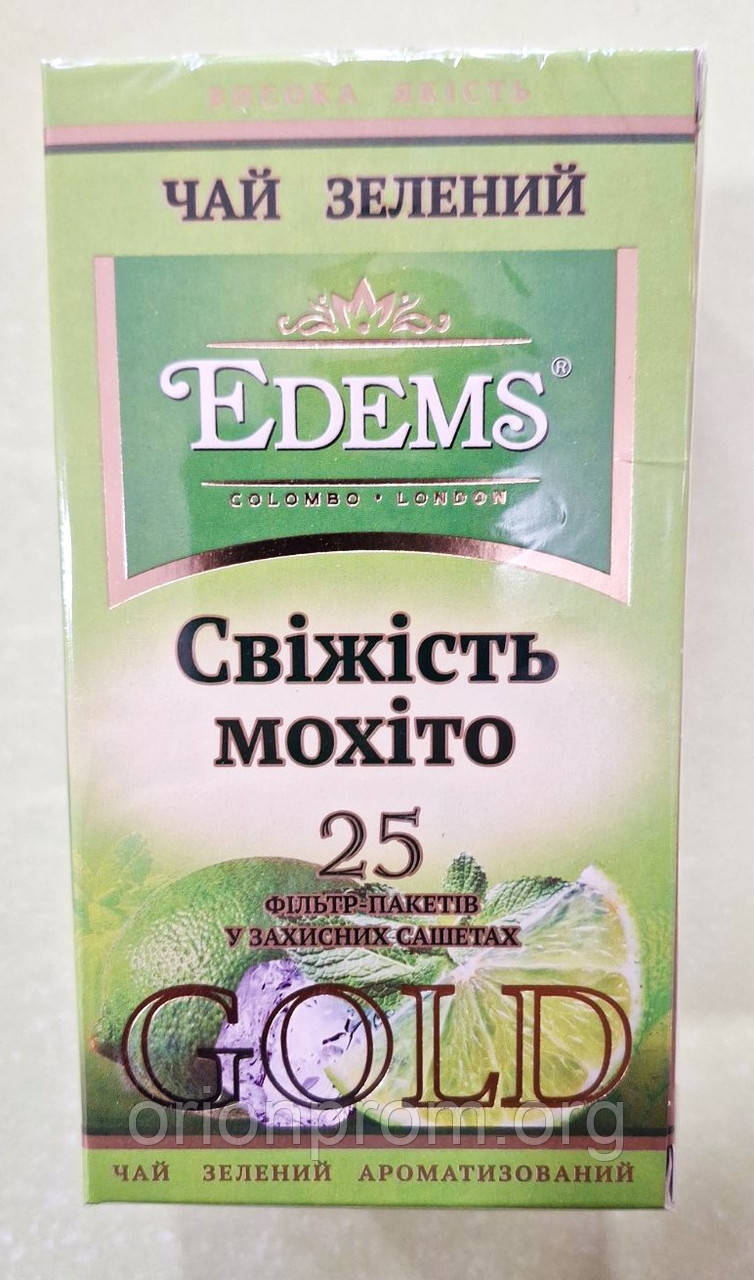 ВИСОКА ЯКІСТЬ
ЧАЙ ЗЕЛЕНИЙ
EDEMS®
COLOMBO • LONDON
Свіжість
мохіто
25
ФІЛЬТР-ПАКЕТІВ
У ЗАХИСНИХ САШЕТАХ
GOLD
orionprom.org
ЧАЙ ЗЕЛЕНИЙ АРОМАТИЗОВАНИЙ